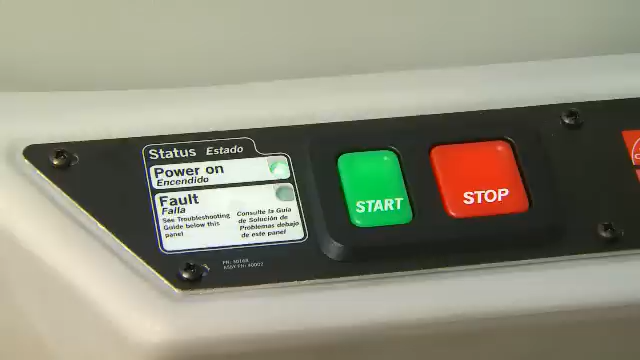 Status Estado
Power on
Encendido
Fault
Falla
See Troubleshooting
Guide below this
panel
Consulte la Guía
de Solución de
Problemas debajo
de este panel
START
STOP